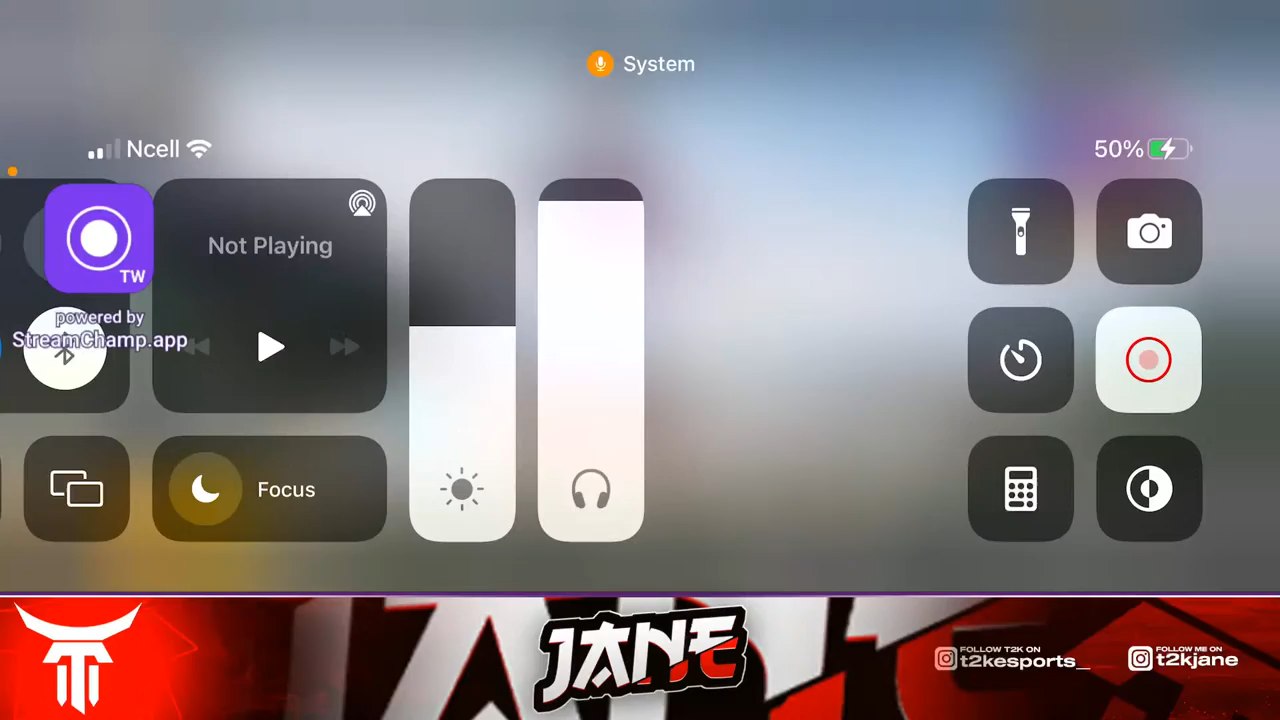 System
Ncell
50%
TW
powered by
StreamChamp.app
Not Playing
Focus
JANE
FOLLOW T2K ON
t2kesports_
FOLLOW ME ON
t2kjane